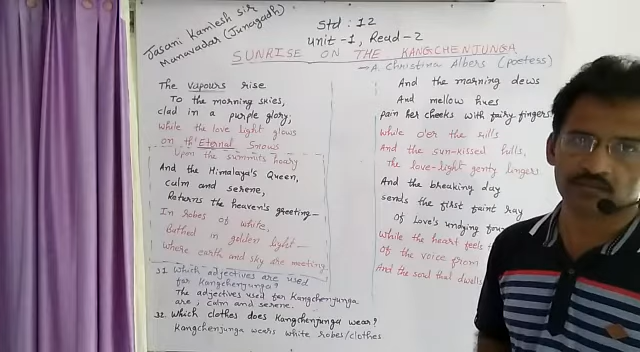 Jasani Kamlesh sir
Manavadar (Junagadh)
Std : 12
Unit - 1, Read - 2
SUNRISE ON THE KANGCHENJUNGA
→ A. Christina Albers (poetess)
The vapours rise
To the morning skies,
clad in a purple glory,
While the love light glows
on th' Eternal Snows
Upon the summits hoary
And the Himalaya's Queen,
calm and serene,
Returns the heaven's greeting—
In robes of white,
Bathed in golden light—
Where earth and sky are meeting.
31. Which adjectives are used
for Kangchenjunga?
The adjectives used for Kangchenjunga
are, calm and serene.
32. Which clothes does Kangchenjunga wear?
Kangchenjunga wears white robes/clothes
And the morning dews
And mellow hues
pain her cheeks with fairy fingers
While o'er the rills
And the sun-kissed hills,
The love-light gently lingers
And the breaking day
sends the first faint ray
Of Love's undying
While the heart feels
Of the voice from
And the soul that dwells